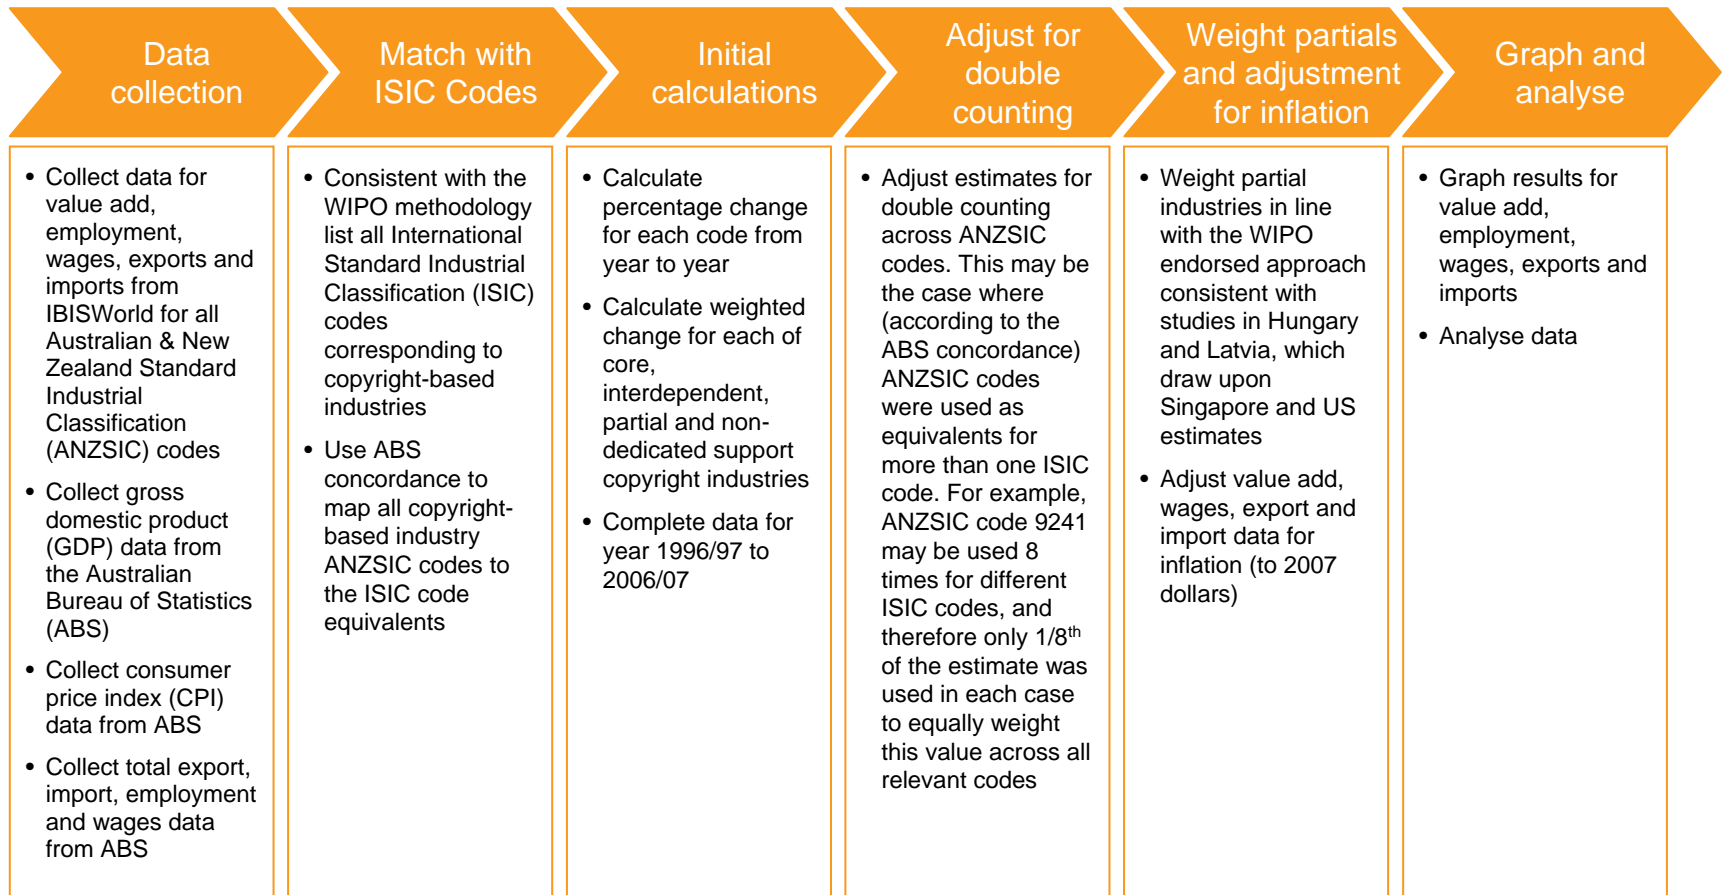 Data
collection
Match with
ISIC Codes
Initial
calculations
Adjust for
double
counting
Weight partials
and adjustment
for inflation
Graph and
analyse
• Collect data for
value add,
employment,
wages, exports and
imports from
IBISWorld for all
Australian & New
Zealand Standard
Industrial
Classification
(ANZSIC) codes
• Collect gross
domestic product
(GDP) data from
the Australian
Bureau of Statistics
(ABS)
• Collect consumer
price index (CPI)
data from ABS
• Collect total export,
import, employment
and wages data
from ABS
• Consistent with the
WIPO methodology
list all International
Standard Industrial
Classification (ISIC)
codes
corresponding to
copyright-based
industries
• Use ABS
concordance to
map all copyright-
based industry
ANZSIC codes to
the ISIC code
equivalents
• Calculate
percentage change
for each code from
year to year
• Calculate weighted
change for each of
core,
interdependent,
partial and non-
dedicated support
copyright industries
• Complete data for
year 1996/97 to
2006/07
• Adjust estimates for
double counting
across ANZSIC
codes. This may be
the case where
(according to the
ABS concordance)
ANZSIC codes
were used as
equivalents for
more than one ISIC
code. For example,
ANZSIC code 9241
may be used 8
times for different
ISIC codes, and
therefore only 1/8th
of the estimate was
used in each case
to equally weight
this value across all
relevant codes
• Weight partial
industries in line
with the WIPO
endorsed approach
consistent with
studies in Hungary
and Latvia, which
draw upon
Singapore and US
estimates
• Adjust value add,
wages, export and
import data for
inflation (to 2007
dollars)
• Graph results for
value add,
employment,
wages, exports and
imports
• Analyse data